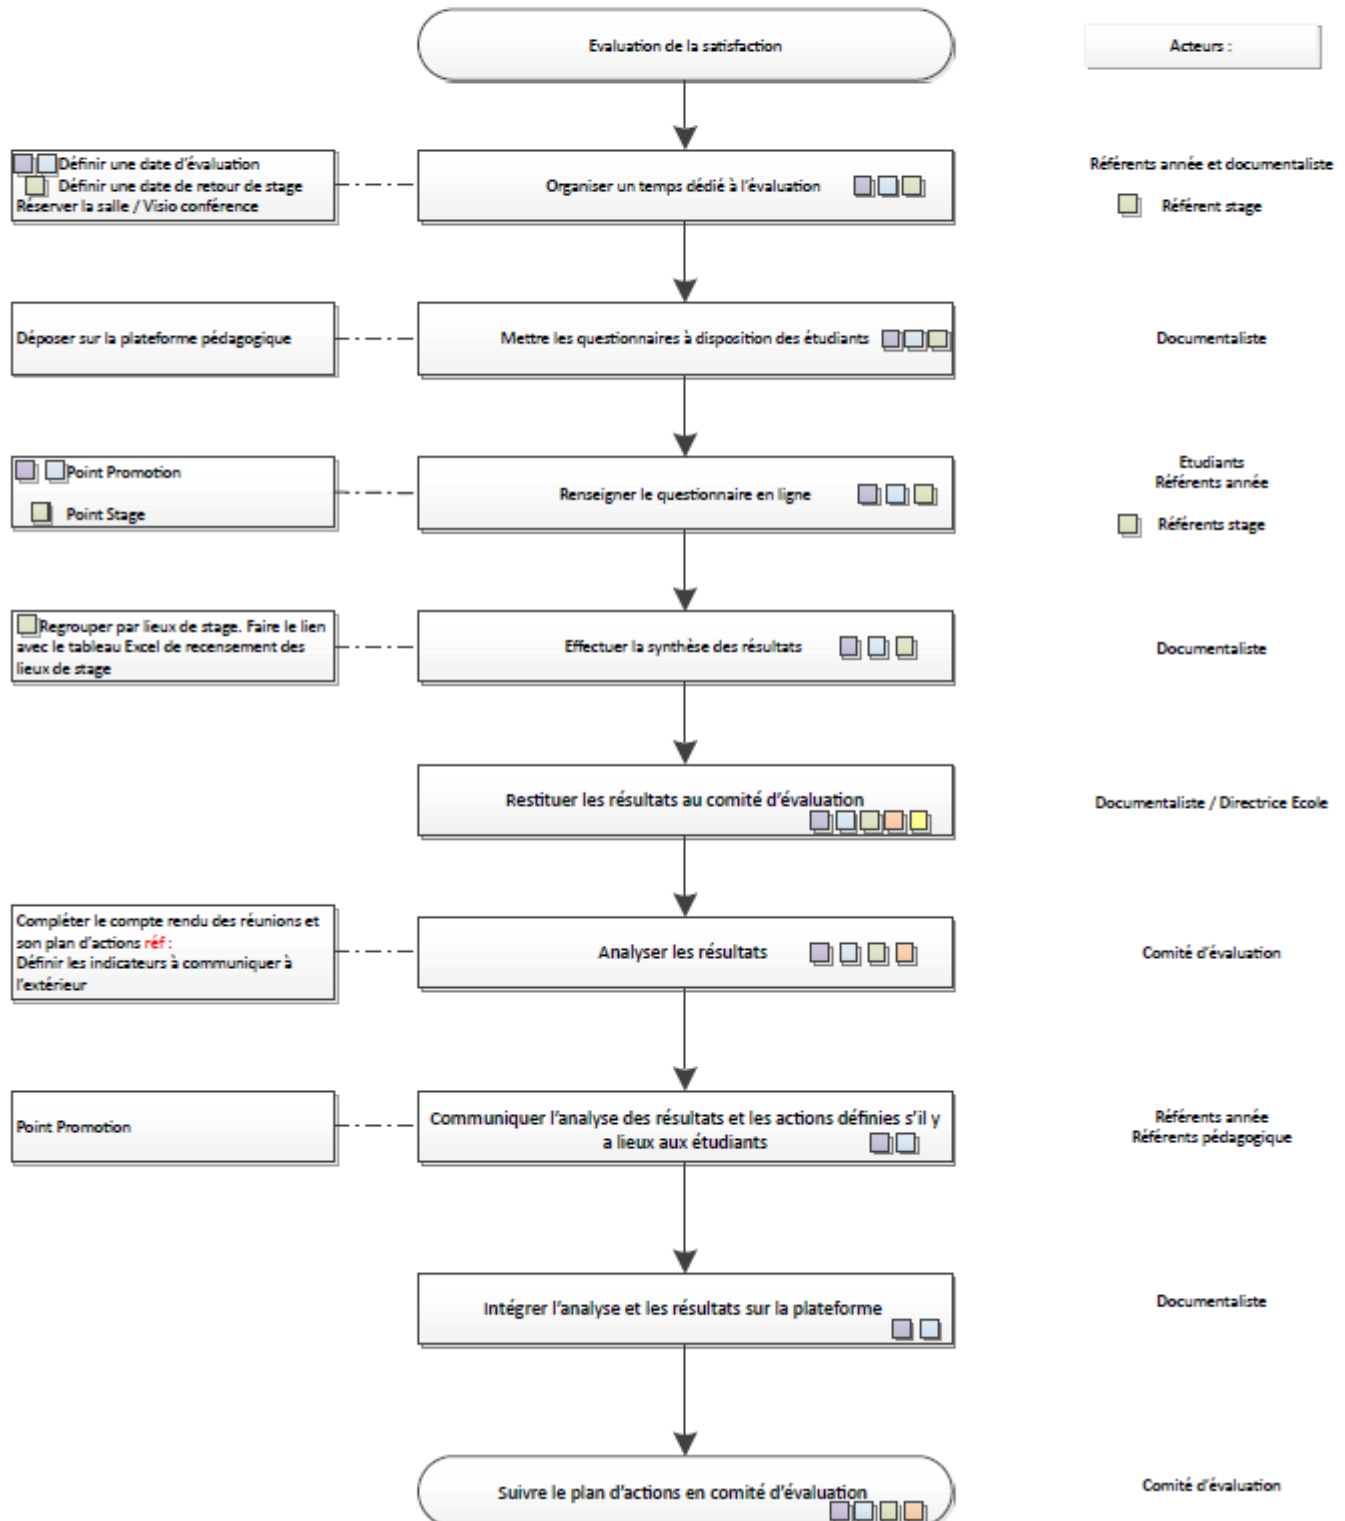 Evaluation de la satisfaction
Acteurs :
Définir une date d'évaluation
Définir une date de retour de stage
Réserver la salle / Visio conférence
Organiser un temps dédié à l'évaluation
Référents année et documentaliste
Référent stage
Déposer sur la plateforme pédagogique
Mettre les questionnaires à disposition des étudiants
Documentaliste
Point Promotion
Point Stage
Renseigner le questionnaire en ligne
Etudiants
Référents année
Référents stage
Regrouper par lieux de stage. Faire le lien
avec le tableau Excel de recensement des
lieux de stage
Effectuer la synthèse des résultats
Documentaliste
Restituer les résultats au comité d'évaluation
Documentaliste / Directrice Ecole
Compléter le compte rendu des réunions et
son plan d'actions réf :
Définir les indicateurs à communiquer à
l'extérieur
Analyser les résultats
Comité d'évaluation
Point Promotion
Communiquer l'analyse des résultats et les actions définies s'il y
a lieux aux étudiants
Référents année
Référents pédagogique
Intégrer l'analyse et les résultats sur la plateforme
Documentaliste
Suivre le plan d'actions en comité d'évaluation
Comité d'évaluation